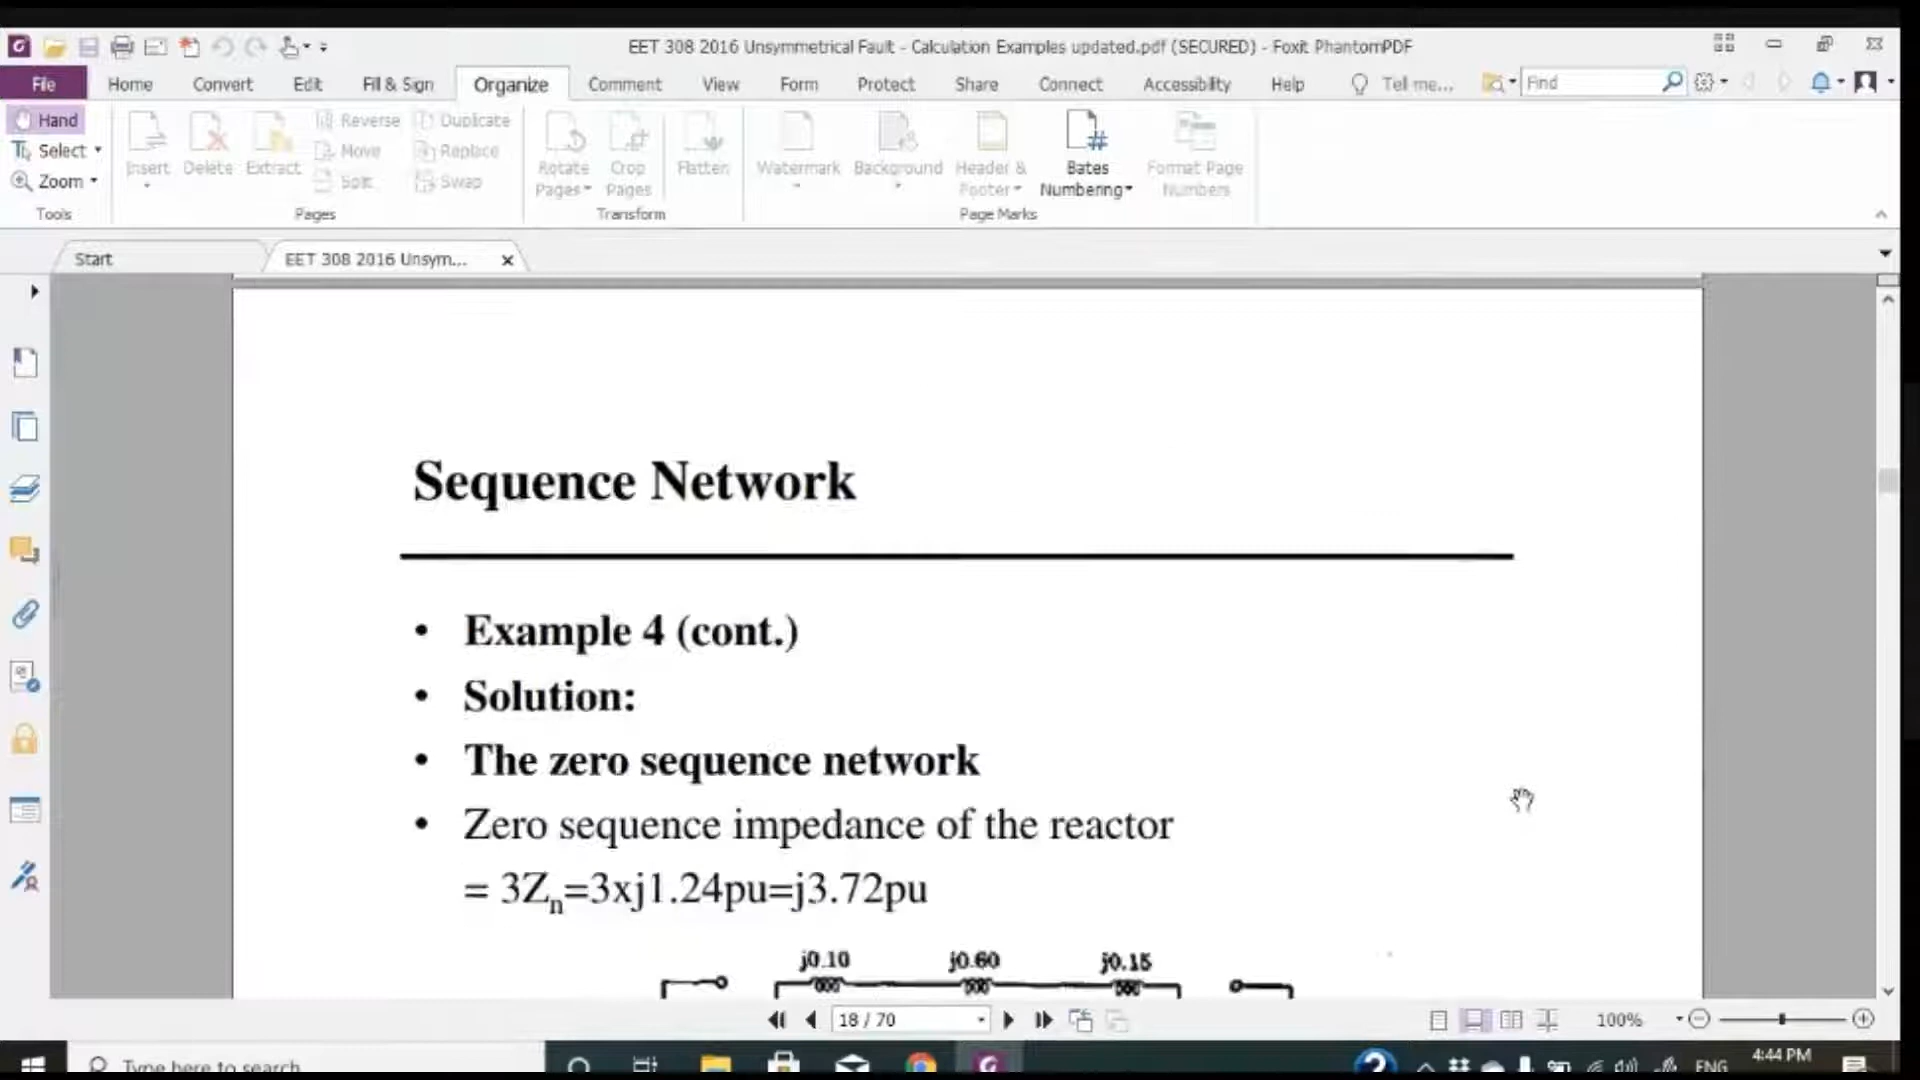 EET 308 2016 Unsymmetrical Fault - Calculation Examples updated.pdf (SECURED) - Foxit PhantomPDF
File Home Convert Edit Fill & Sign Organize Comment View Form Protect Share Connect Accessibility Help Tell me... Find
Hand
Select
Zoom
Tools
Insert
Delete
Extract
Reverse
Move
Split
Duplicate
Replace
Swap
Pages
Rotate
Pages
Crop
Pages
Flatten
Transform
Watermark
Background
Header &
Footer
Bates
Numbering
Format Page
Numbers
Page Marks
Start
EET 308 2016 Unsym...
Sequence Network
• Example 4 (cont.)
• Solution:
• The zero sequence network
• Zero sequence impedance of the reactor
= 3Zn=3xj1.24pu=j3.72pu
j0.10 j0.60 j0.15
18 / 70
100%
Type here to search
ENG
4:44 PM